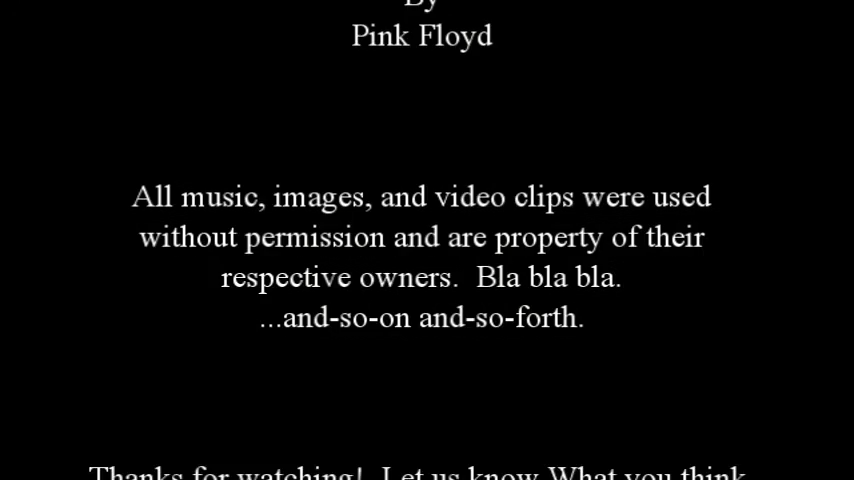 By
Pink Floyd
All music, images, and video clips were used
without permission and are property of their
respective owners.  Bla bla bla.
...and-so-on and-so-forth.
Thanks for watching!  Let us know What you think